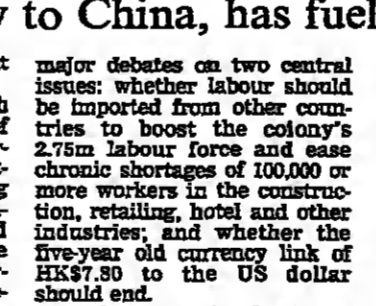 to China, has fuel
major debates on two central
issues: whether labour should
be imported from other coun-
tries to boost the colony's
2.75m labour force and ease
chronic shortages of 100,000 or
more workers in the construc-
tion, retailing, hotel and other
industries; and whether the
five-year old currency link of
HK$7.80 to the US dollar
should end.